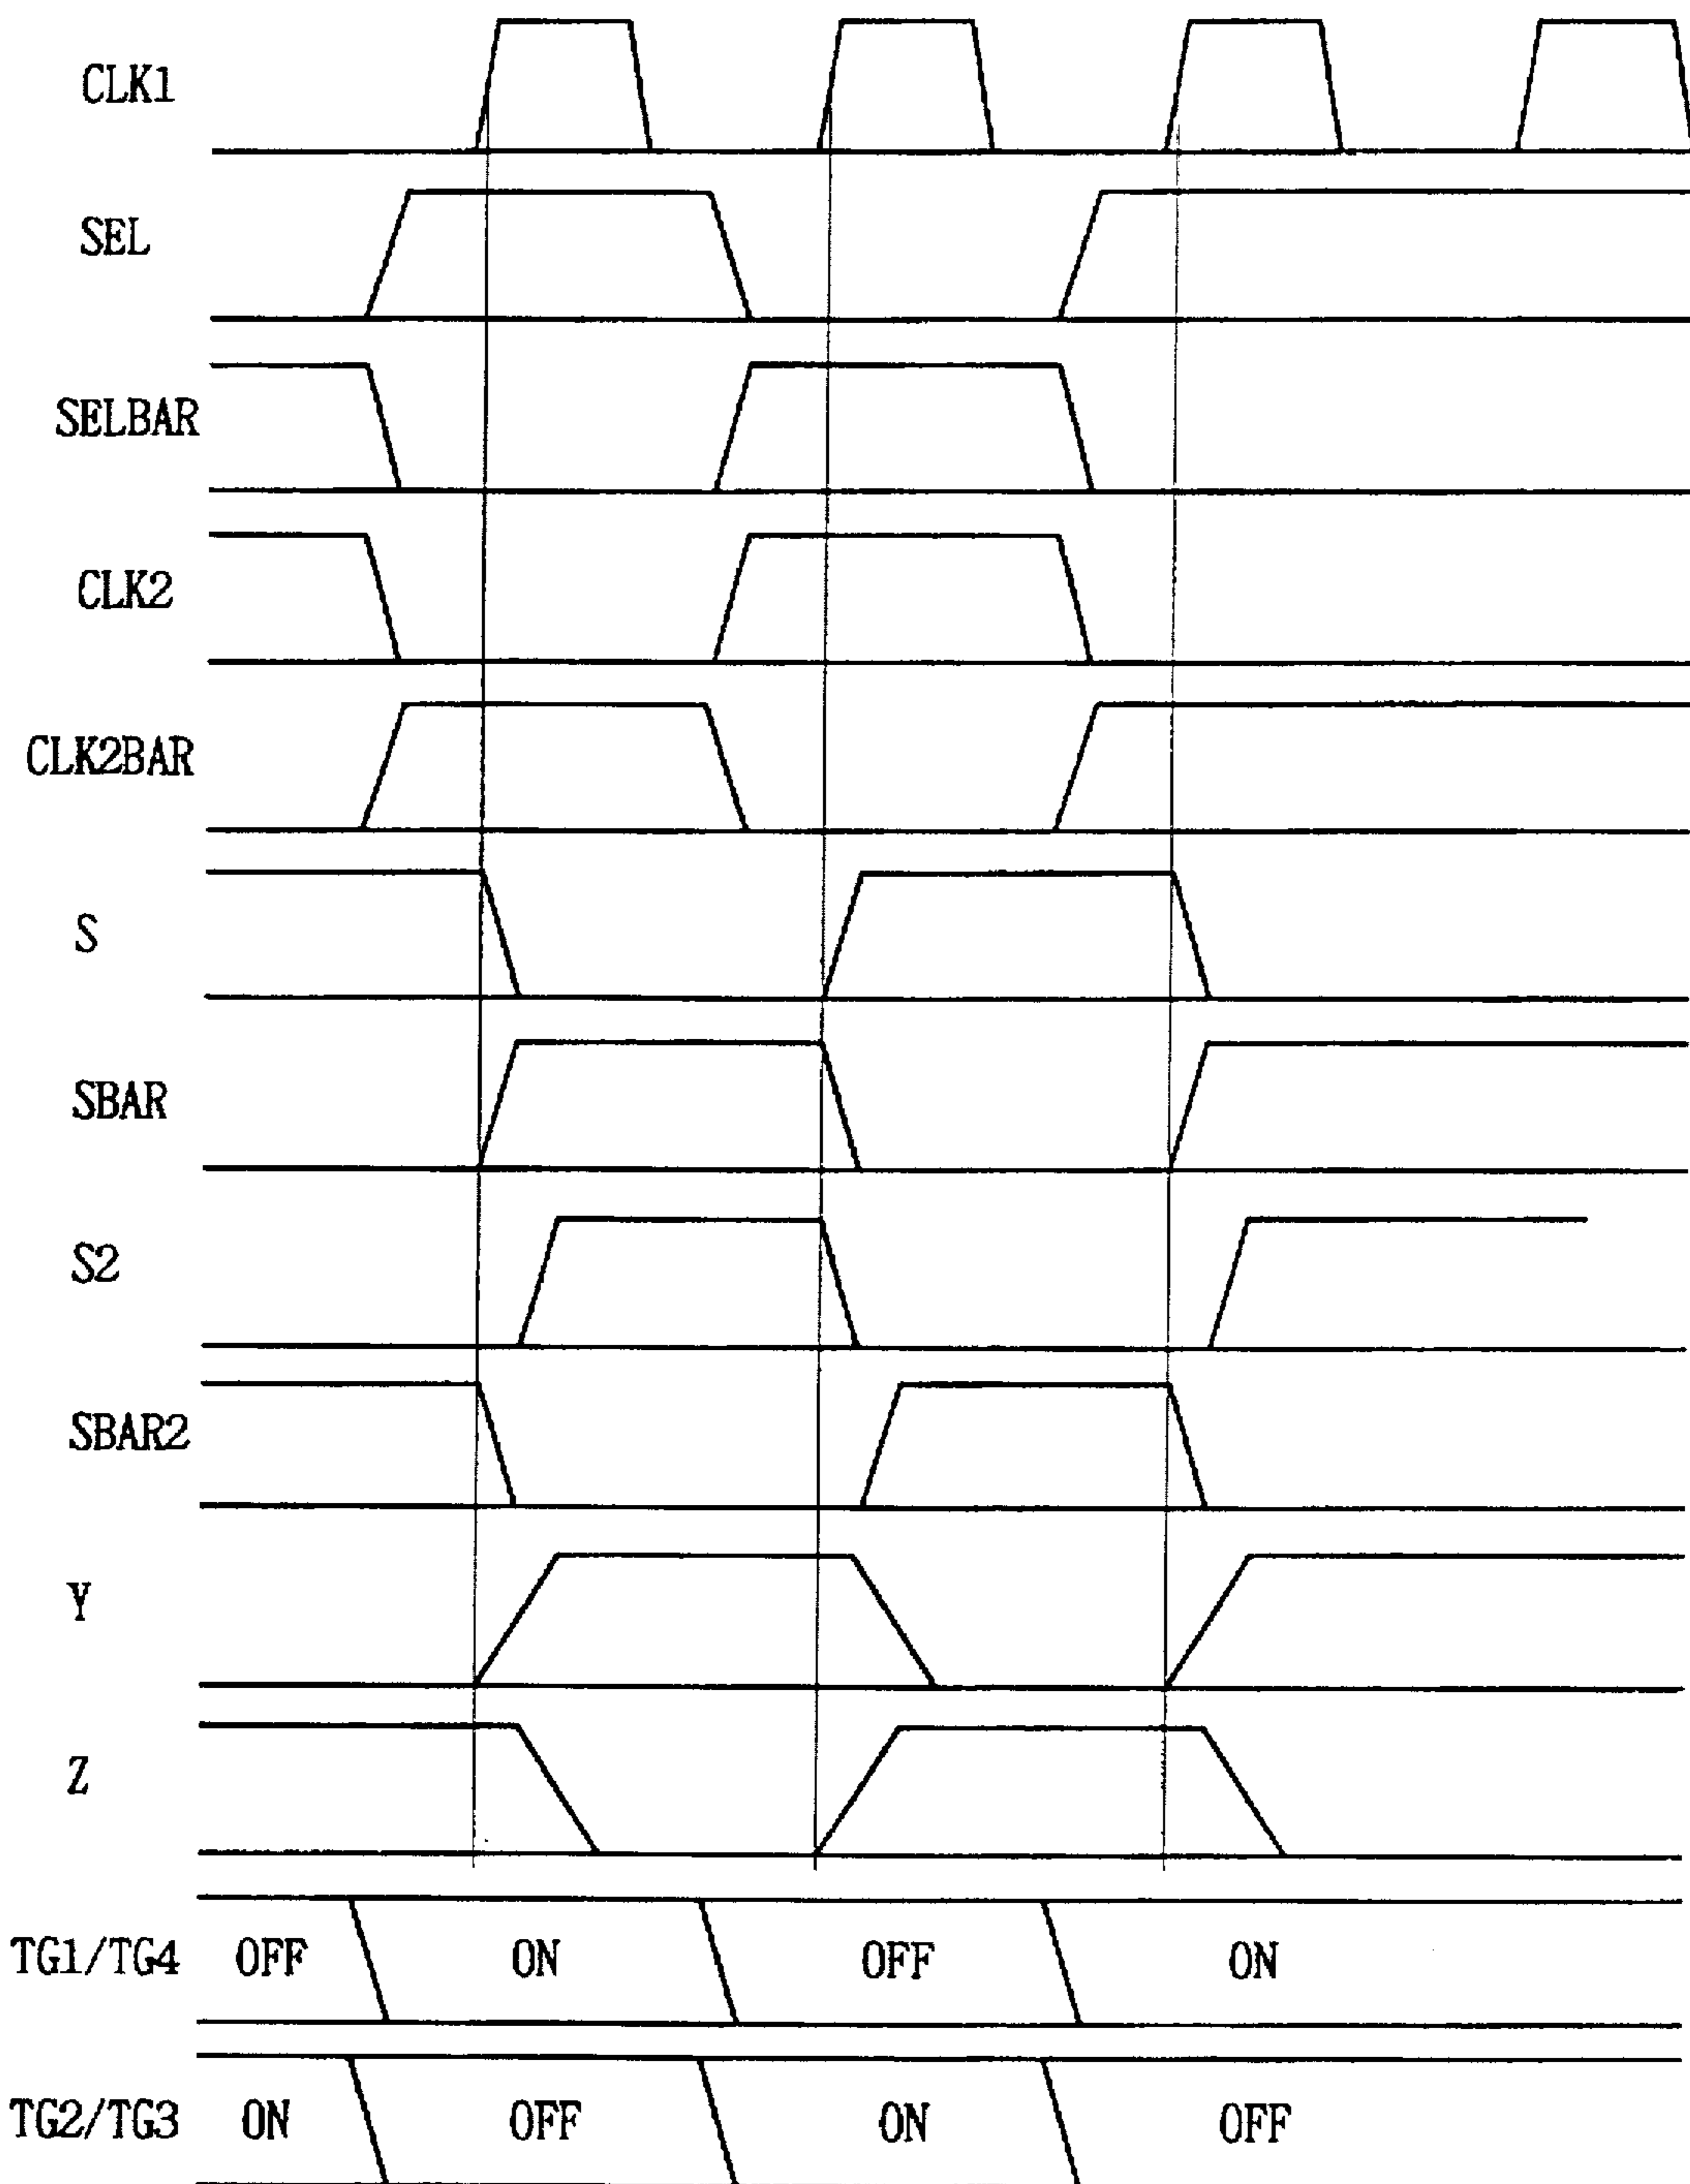 CLK1
SEL
SELBAR
CLK2
CLK2BAR
S
SBAR
S2
SBAR2
Y
Z
TG1/TG4 OFF ON OFF ON
TG2/TG3 ON OFF ON OFF